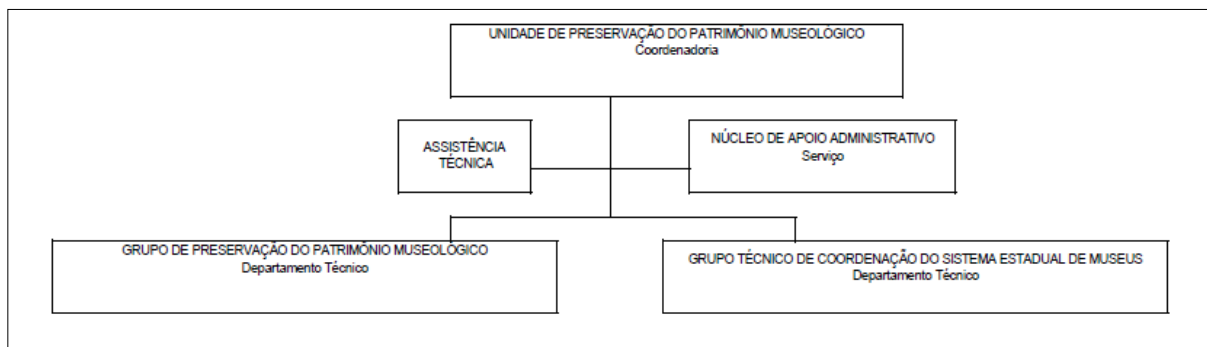 UNIDADE DE PRESERVAÇÃO DO PATRIMÔNIO MUSEOLÓGICO
Coordenadoria
ASSISTÊNCIA
TÉCNICA
NÚCLEO DE APOIO ADMINISTRATIVO
Serviço
GRUPO DE PRESERVAÇÃO DO PATRIMÔNIO MUSEOLÓGICO
Departamento Técnico
GRUPO TÉCNICO DE COORDENAÇÃO DO SISTEMA ESTADUAL DE MUSEUS
Departamento Técnico